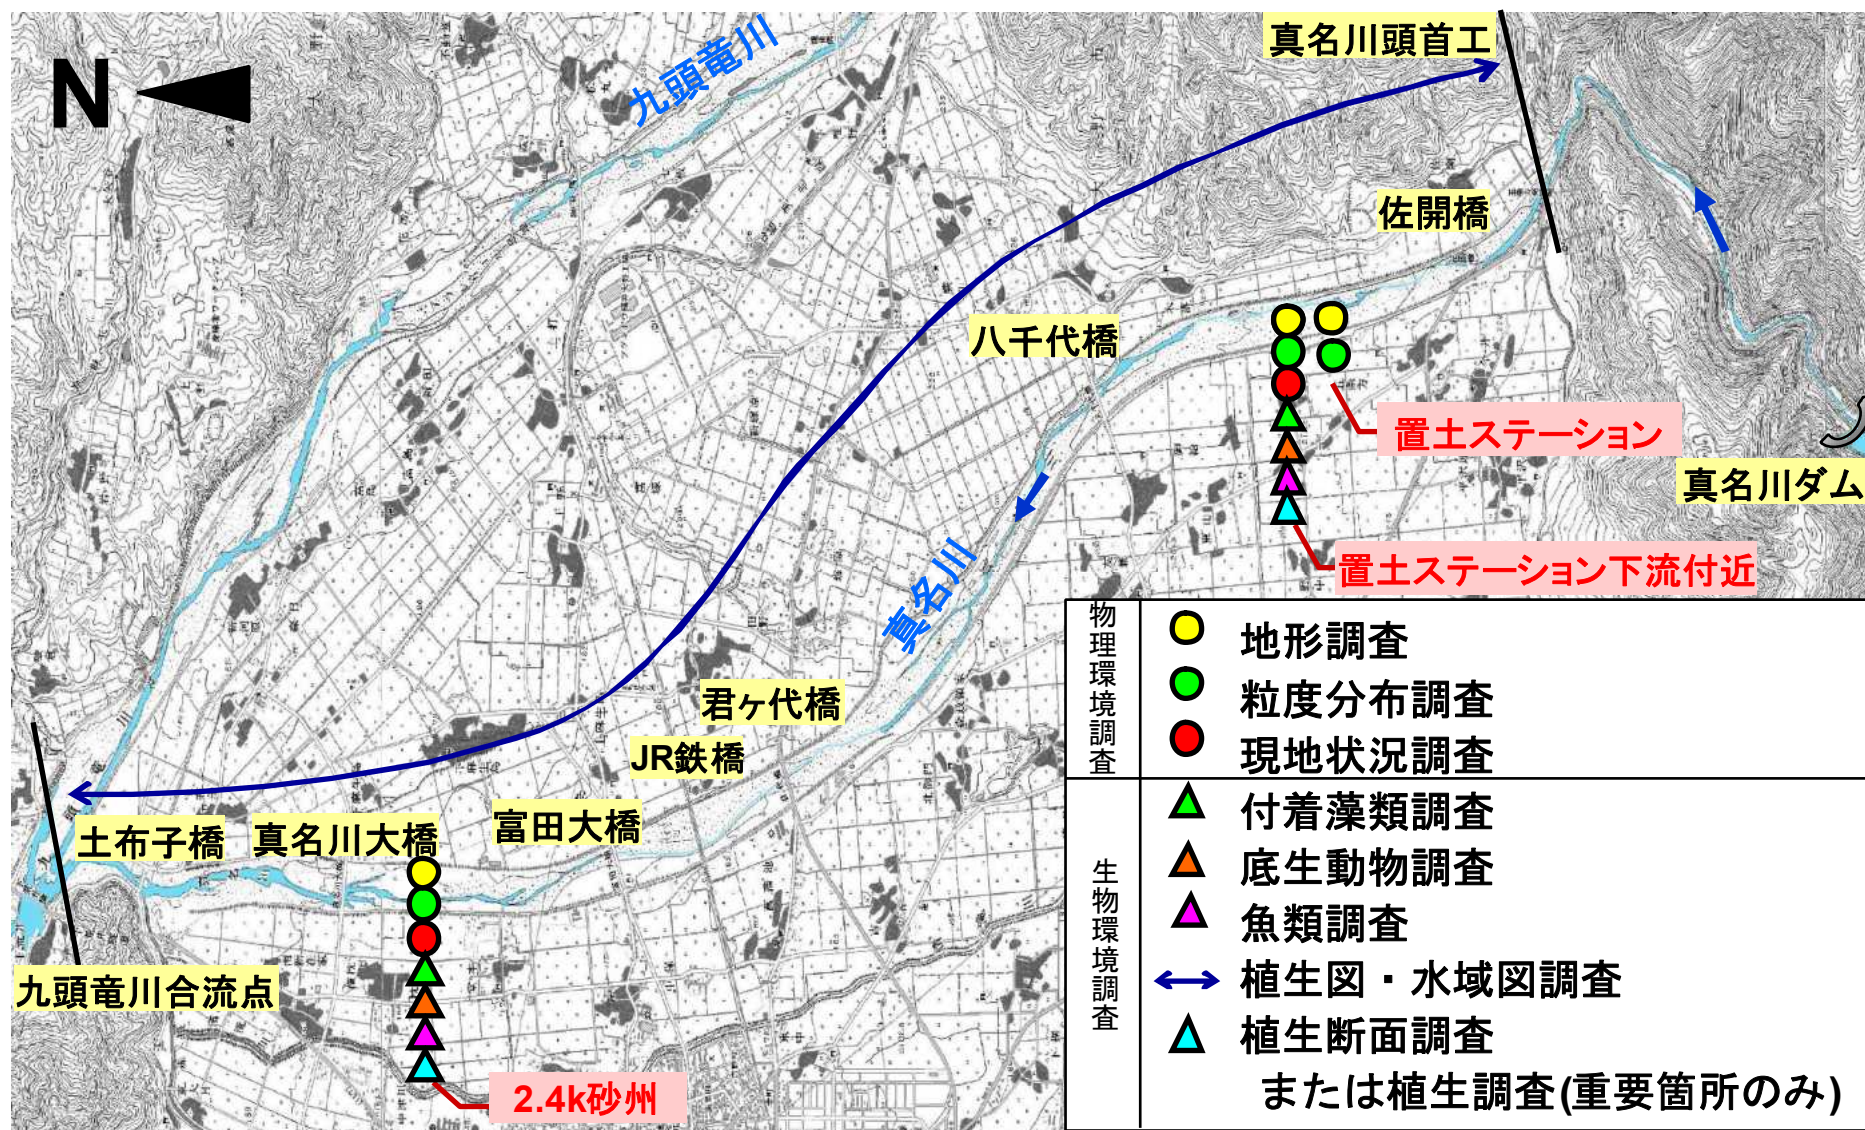 真名川頭首工
N
九頭竜川
佐開橋
八千代橋
置土ステーション
真名川ダム
置土ステーション下流付近
真名川
君ヶ代橋
JR鉄橋
富田大橋
真名川大橋
土布子橋
九頭竜川合流点
2.4k砂州
物理環境調査
地形調査
粒度分布調査
現地状況調査
生物環境調査
付着藻類調査
底生動物調査
魚類調査
植生図・水域図調査
植生断面調査
または植生調査(重要箇所のみ)